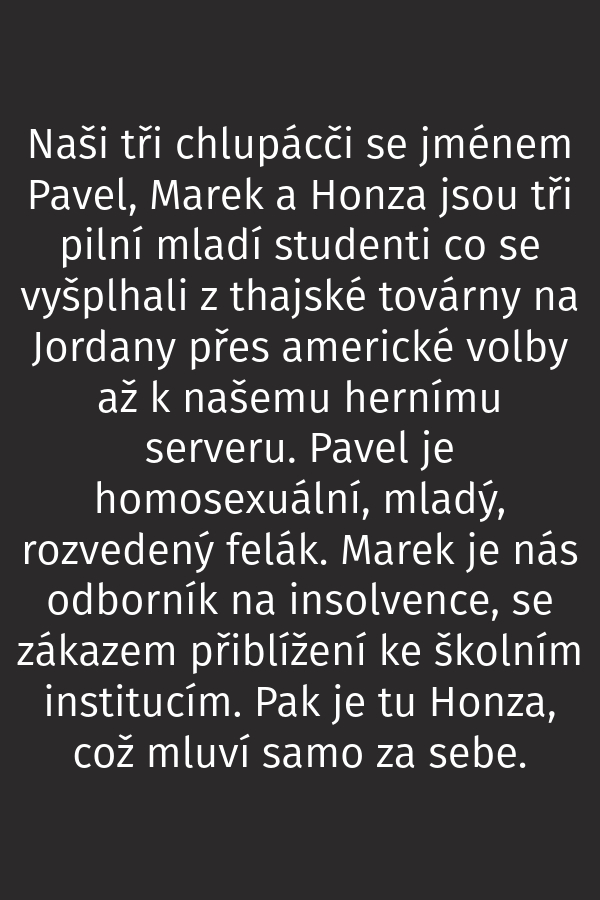 Naši tři chlupácči se jménem
Pavel, Marek a Honza jsou tři
pilní mladí studenti co se
vyšplhali z thajské továrny na
Jordany přes americké volby
až k našemu hernímu
serveru. Pavel je
homosexuální, mladý,
rozvedený felák. Marek je nás
odborník na insolvence, se
zákazem přiblížení ke školním
institucím. Pak je tu Honza,
což mluví samo za sebe.